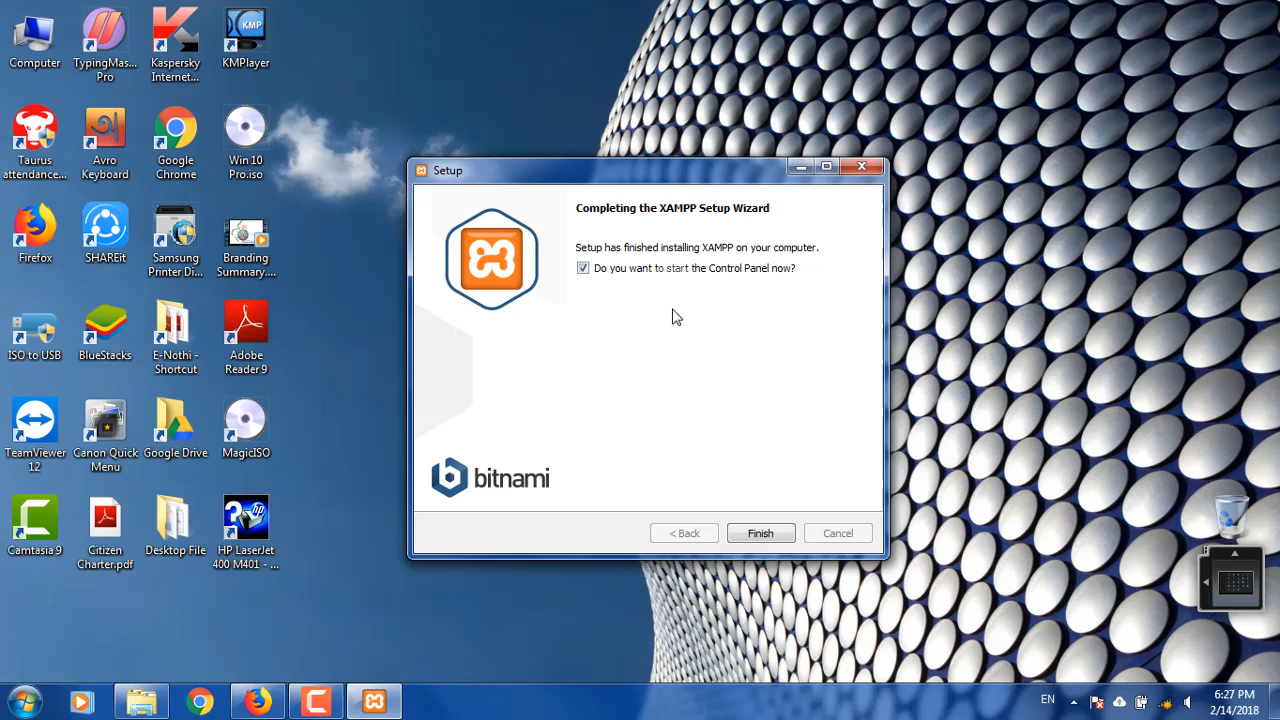 Computer
TypingMas...
Pro
Kaspersky
Internet...
KMP
KMPlayer
Taurus
attendance...
Avro
Keyboard
Google
Chrome
Win 10
Pro.iso
Firefox
SHAREit
Samsung
Printer Di...
Branding
Summary....
ISO to USB
BlueStacks
E-Nothi -
Shortcut
Adobe
Reader 9
TeamViewer
12
Canon Quick
Menu
Google Drive
MagicISO
Camtasia 9
Citizen
Charter.pdf
Desktop File
HP LaserJet
400 M401 - ...
Setup
Completing the XAMPP Setup Wizard
Setup has finished installing XAMPP on your computer.
Do you want to start the Control Panel now?
bitnami
< Back
Finish
Cancel
EN
6:27 PM
2/14/2018